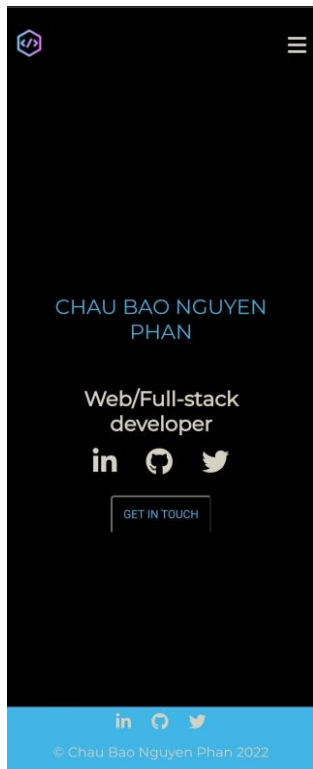 CHAU BAO NGUYEN
PHAN
Web/Full-stack
developer
GET IN TOUCH
© Chau Bao Nguyen Phan 2022